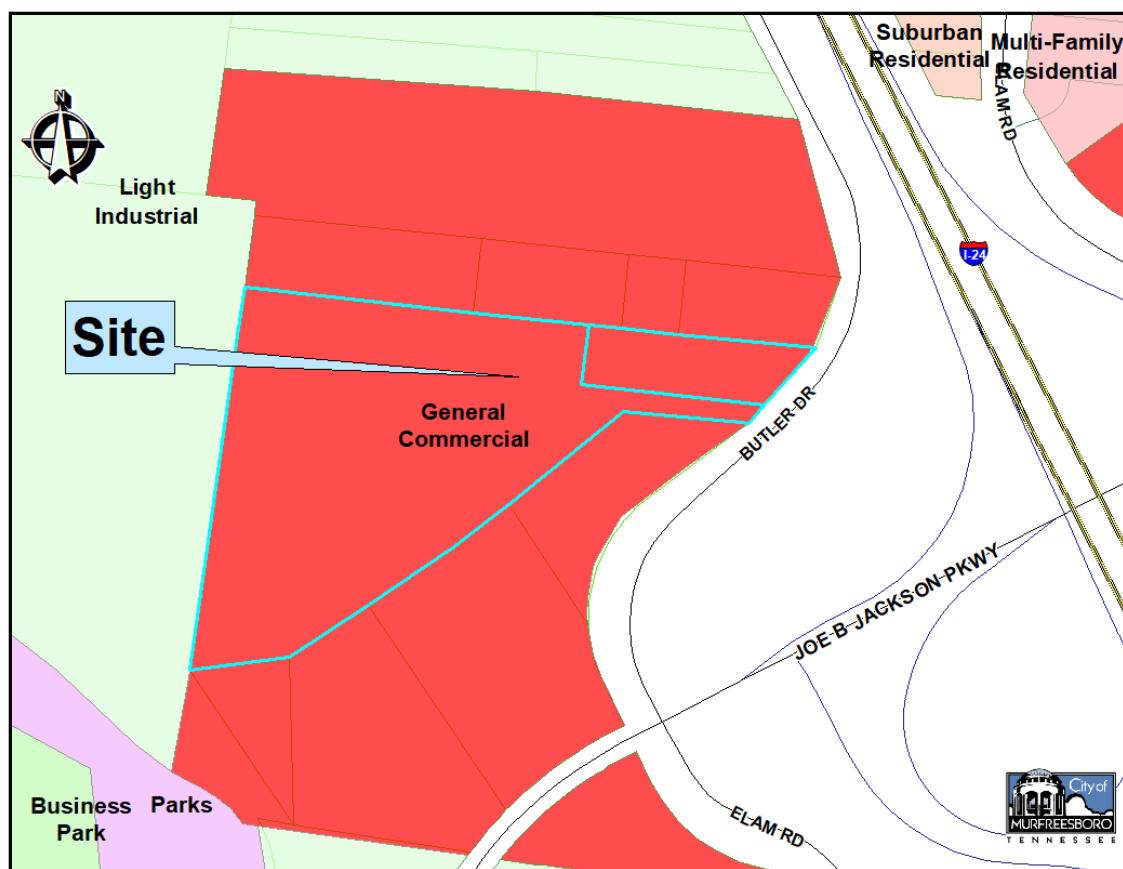 Suburban
Residential
Multi-Family
Residential
ELAM RD
N
Light
Industrial
I-24
Site
General
Commercial
BUTLER DR
JOE B JACKSON PKWY
Business
Park
Parks
ELAM RD
City of
MURFREESBORO
TENNESSEE